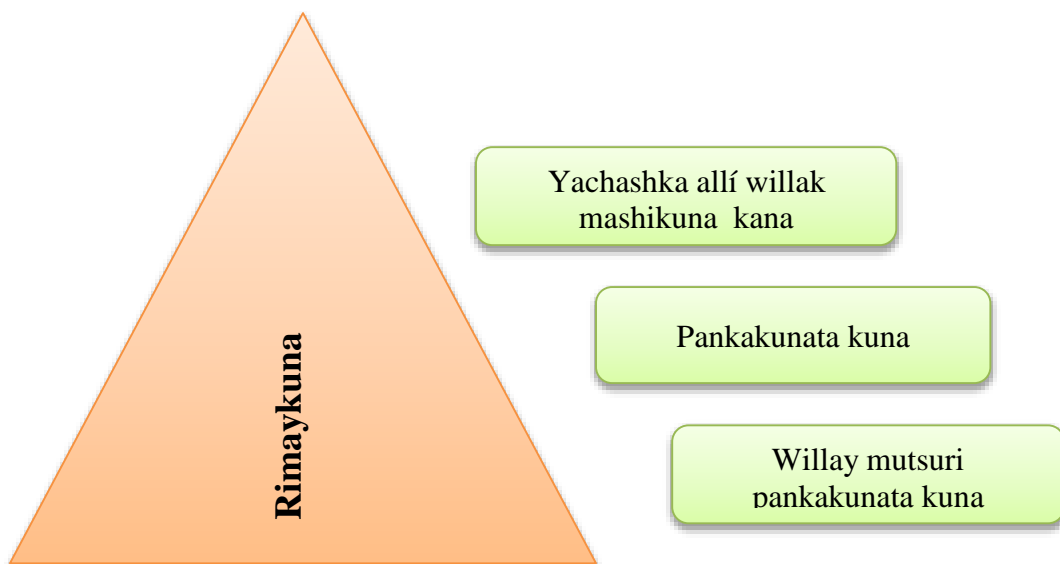 Yachashka allí willak
mashikuna kana
Pankakunata kuna
Willay mutsuri
pankakunata kuna
Rimaykuna